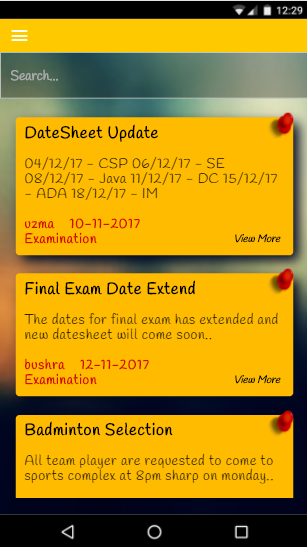 12:29
Search...
DateSheet Update
04/12/17 - CSP 06/12/17 - SE
08/12/17 - Java 11/12/17 - DC 15/12/17
- ADA 18/12/17 - IM
uzma 10-11-2017
Examination View More
Final Exam Date Extend
The dates for final exam has extended and
new datesheet will come soon..
bushra 12-11-2017
Examination View More
Badminton Selection
All team player are requested to come to
sports complex at 8pm sharp on monday..